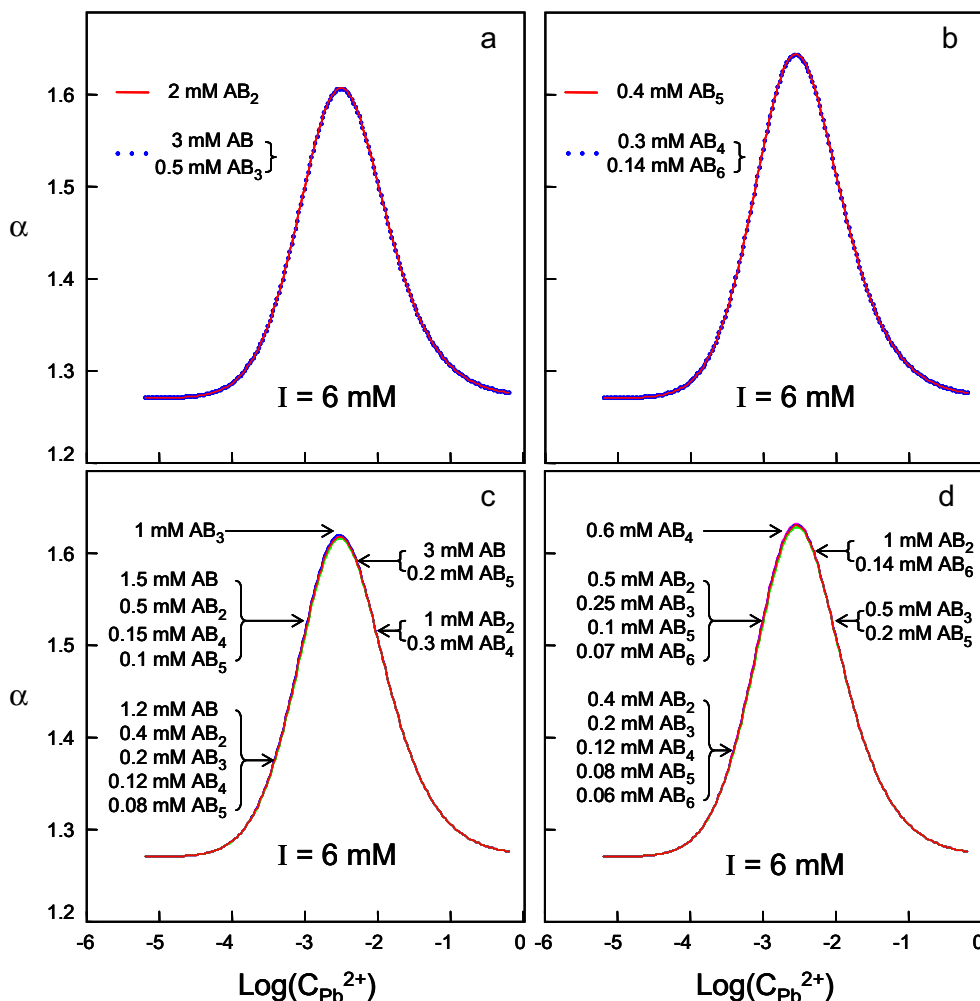 a
2 mM AB₂
3 mM AB
0.5 mM AB₃
I = 6 mM
α
1.6
1.5
1.4
1.3
1.2
b
0.4 mM AB₅
0.3 mM AB₄
0.14 mM AB₆
I = 6 mM
c
1 mM AB₃
3 mM AB
0.2 mM AB₅
1.5 mM AB
0.5 mM AB₂
0.15 mM AB₄
0.1 mM AB₅
1 mM AB₂
0.3 mM AB₄
1.2 mM AB
0.4 mM AB₂
0.2 mM AB₃
0.12 mM AB₄
0.08 mM AB₅
I = 6 mM
α
1.6
1.5
1.4
1.3
1.2
-6 -5 -4 -3 -2 -1 0
Log(C_Pb²⁺)
d
0.6 mM AB₄
1 mM AB₂
0.14 mM AB₆
0.5 mM AB₂
0.25 mM AB₃
0.1 mM AB₅
0.07 mM AB₆
0.5 mM AB₃
0.2 mM AB₅
0.4 mM AB₂
0.2 mM AB₃
0.12 mM AB₄
0.08 mM AB₅
0.06 mM AB₆
I = 6 mM
-5 -4 -3 -2 -1 0
Log(C_Pb²⁺)